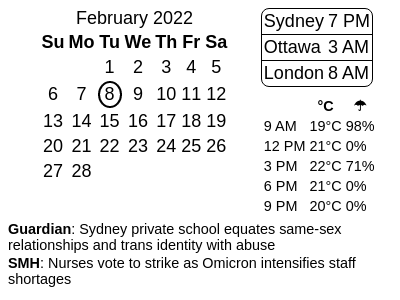 February 2022
Su Mo Tu We Th Fr Sa
1 2 3 4 5
6 7 8 9 10 11 12
13 14 15 16 17 18 19
20 21 22 23 24 25 26
27 28
Sydney 7 PM
Ottawa 3 AM
London 8 AM
°C ☂
9 AM 19°C 98%
12 PM 21°C 0%
3 PM 22°C 71%
6 PM 21°C 0%
9 PM 20°C 0%
Guardian: Sydney private school equates same-sex
relationships and trans identity with abuse
SMH: Nurses vote to strike as Omicron intensifies staff
shortages